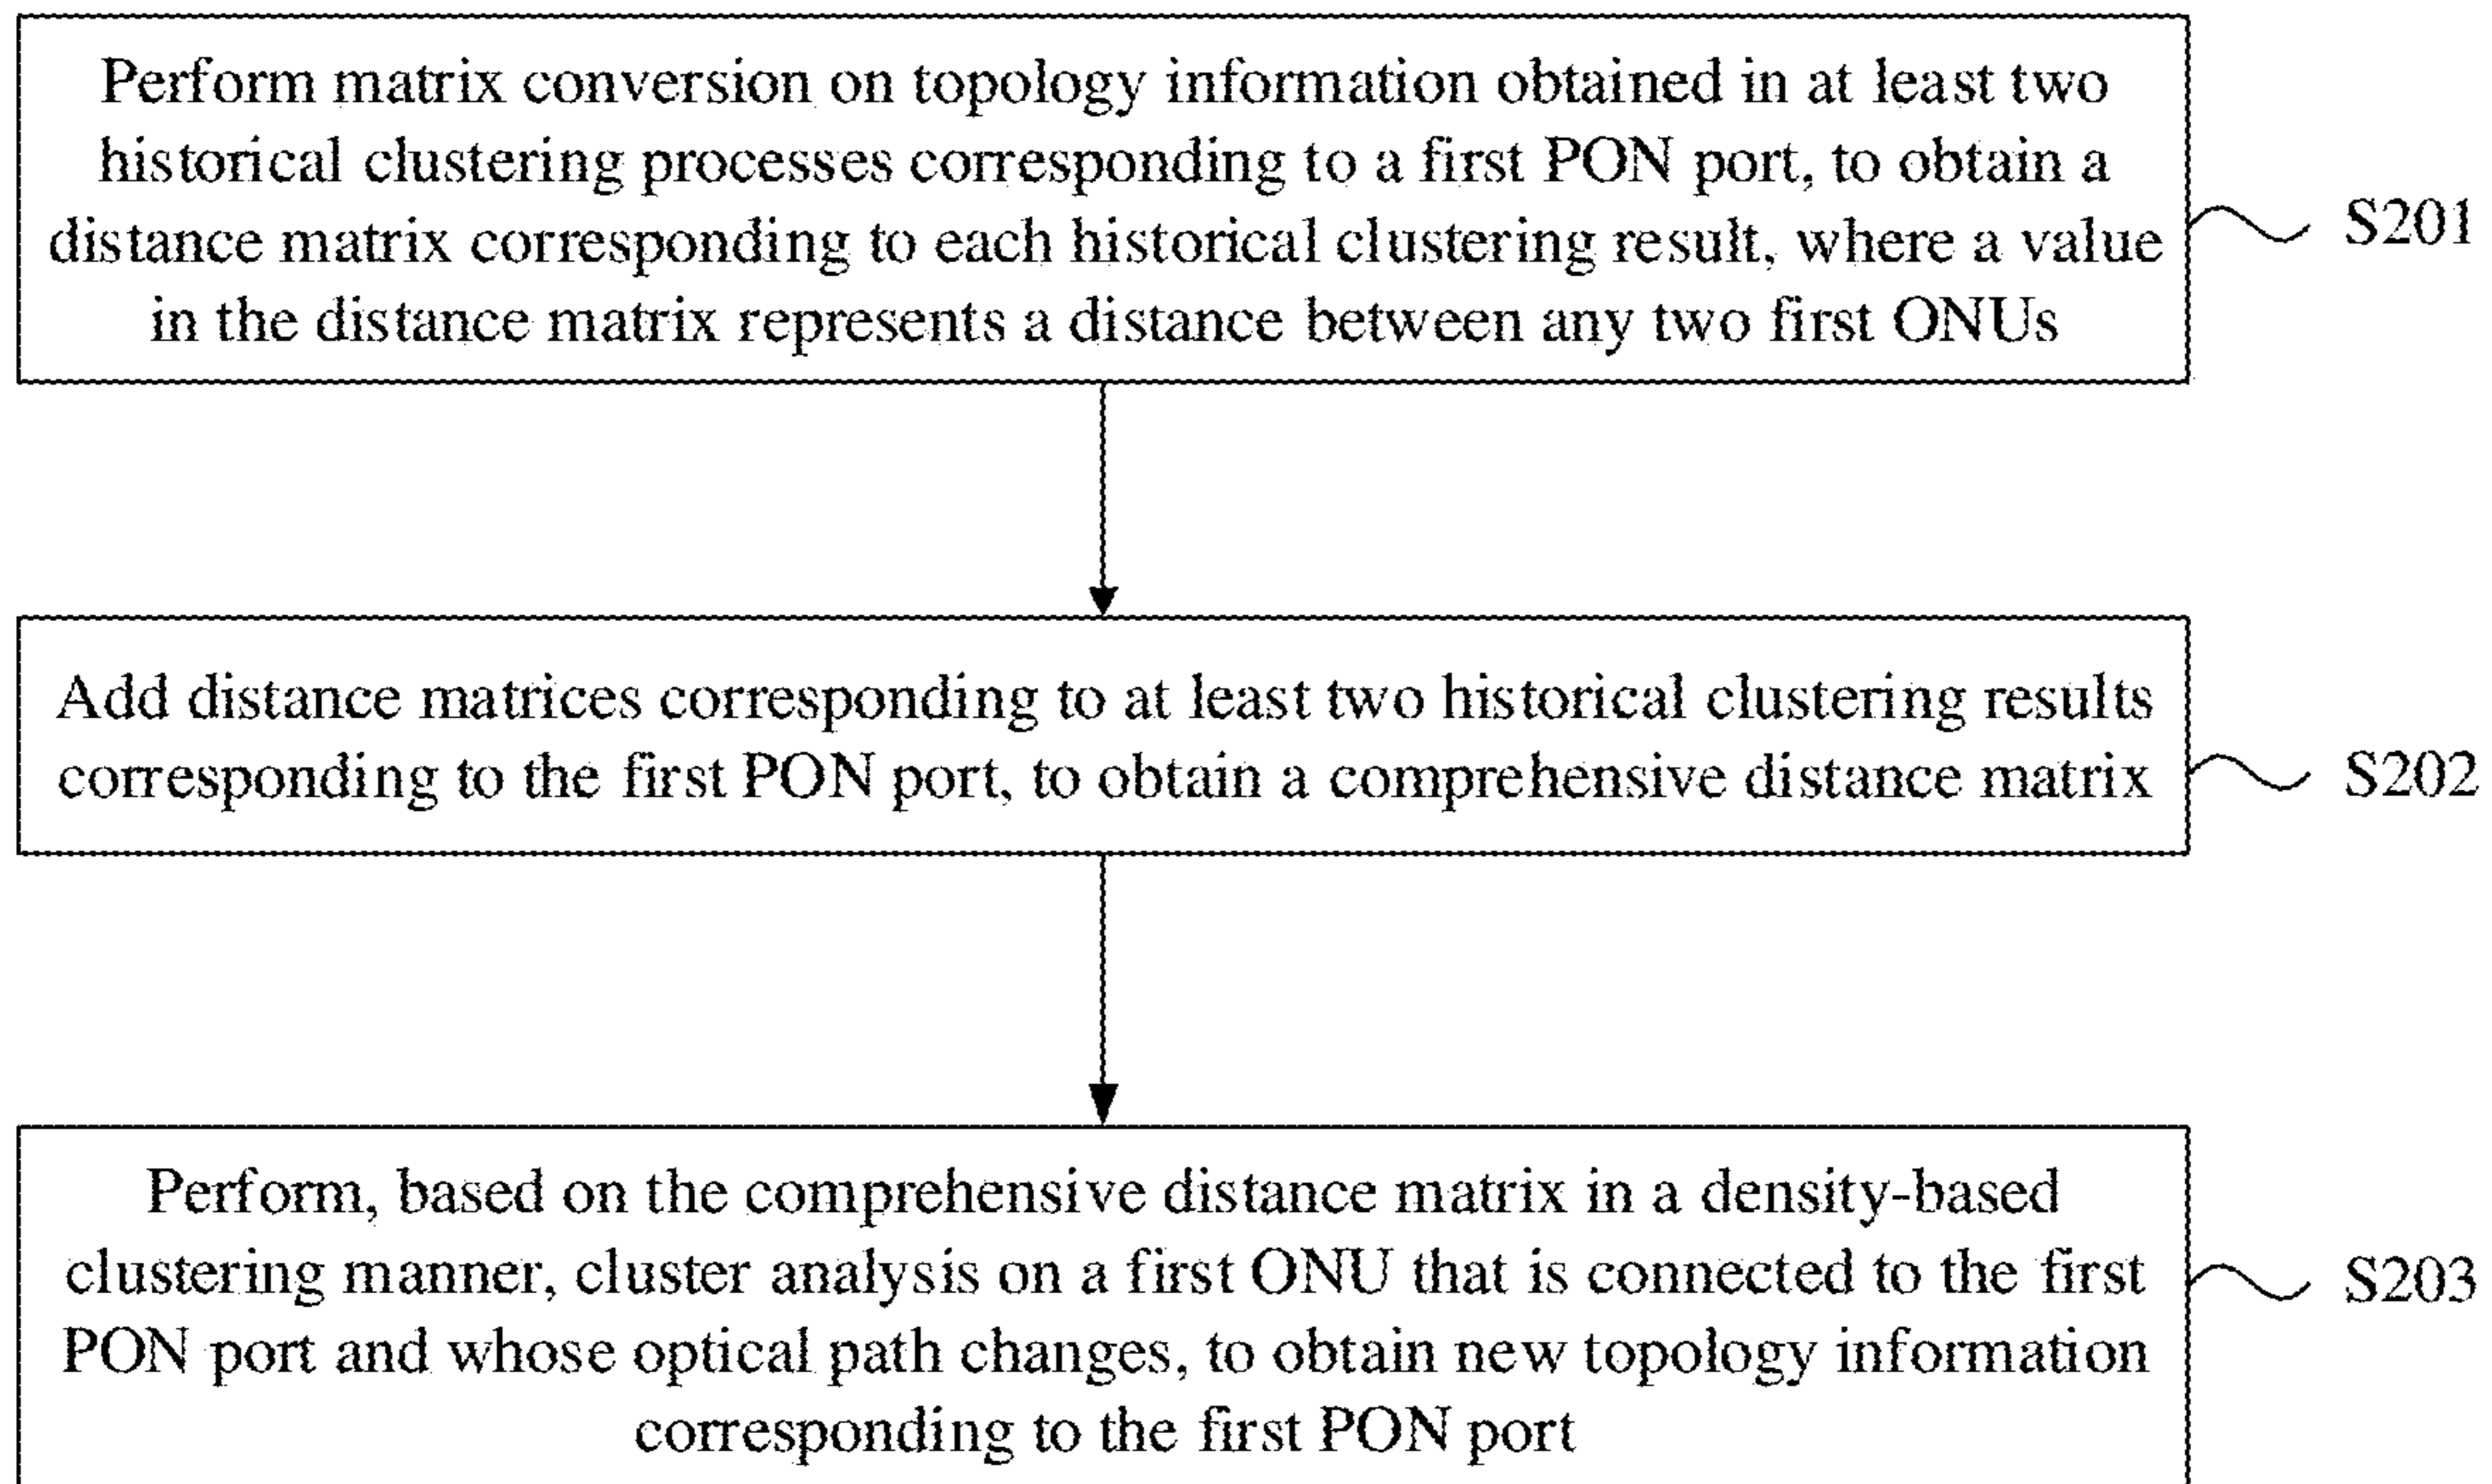 Perform matrix conversion on topology information obtained in at least two
historical clustering processes corresponding to a first PON port, to obtain a
distance matrix corresponding to each historical clustering result, where a value
in the distance matrix represents a distance between any two first ONUs
S201
Add distance matrices corresponding to at least two historical clustering results
corresponding to the first PON port, to obtain a comprehensive distance matrix
S202
Perform, based on the comprehensive distance matrix in a density-based
clustering manner, cluster analysis on a first ONU that is connected to the first
PON port and whose optical path changes, to obtain new topology information
corresponding to the first PON port
S203